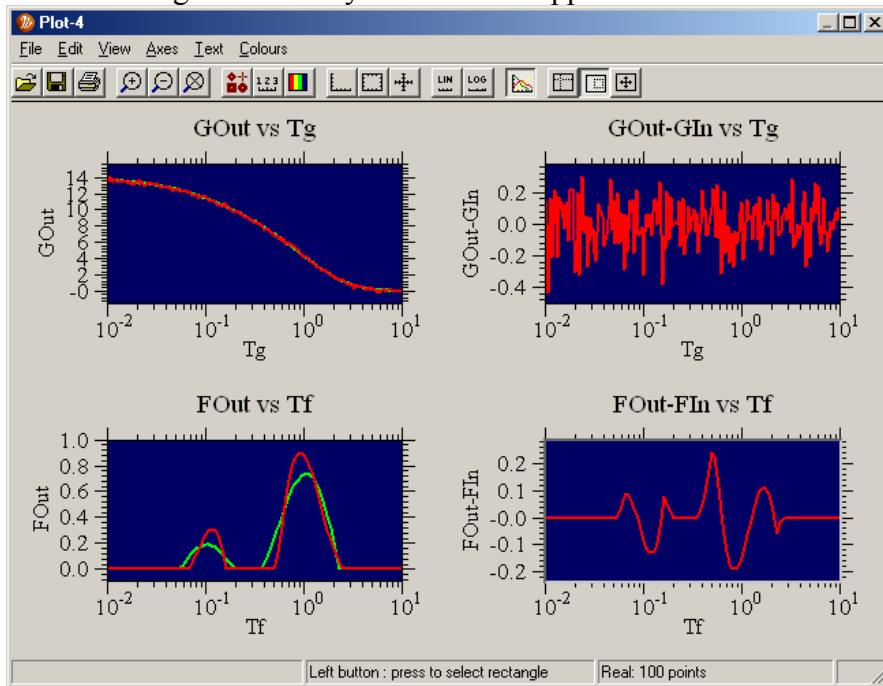 Plot-4
File Edit View Axes Text Colours
1 2 3 LIN LOG
GOut vs Tg
14
12
10
8
6
4
2
-0
GOut
10-2 10-1 100 101
Tg
GOut-GIn vs Tg
0.2
0.0
-0.2
-0.4
GOut-GIn
10-2 10-1 100 101
Tg
FOut vs Tf
1.0
0.8
0.6
0.4
0.2
0.0
FOut
10-2 10-1 100 101
Tf
FOut-FIn vs Tf
0.2
0.1
-0.0
-0.1
-0.2
FOut-FIn
10-2 10-1 100 101
Tf
Left button : press to select rectangle Real: 100 points